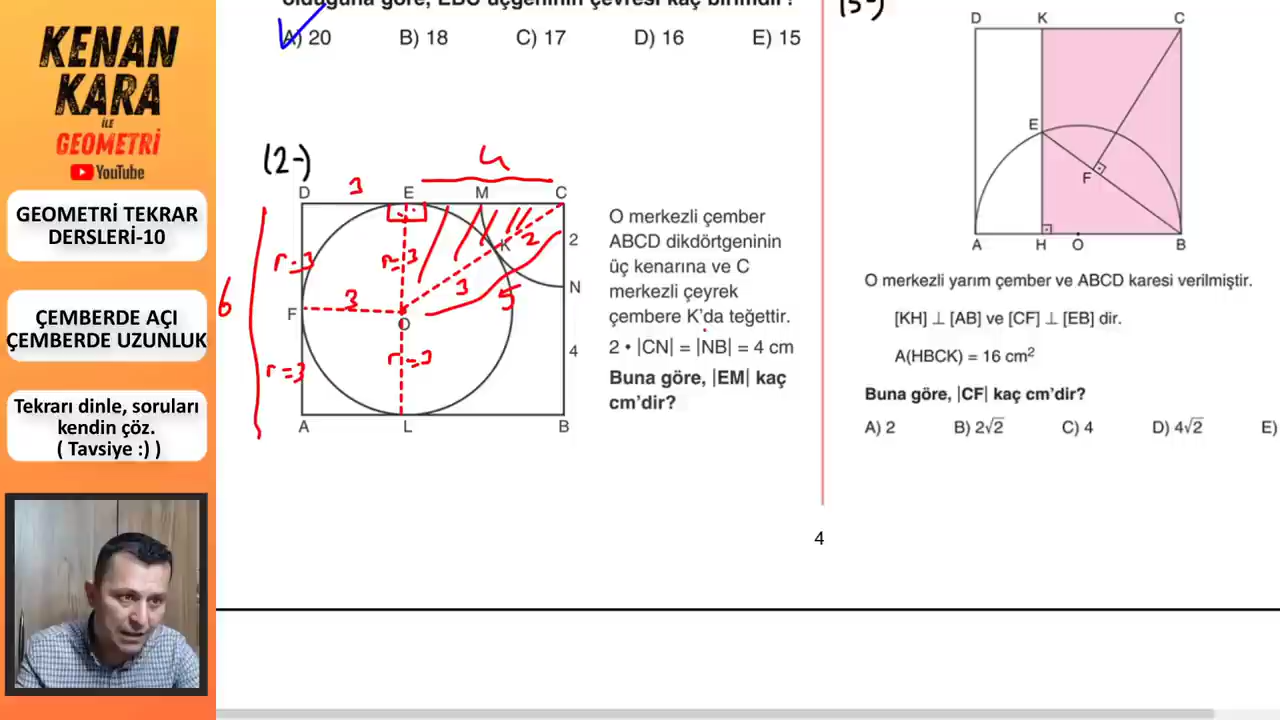 KENAN
KARA
İLE
GEOMETRİ
YouTube
GEOMETRİ TEKRAR
DERSLERİ-10
ÇEMBERDE AÇI
ÇEMBERDE UZUNLUK
Tekrarı dinle, soruları
kendin çöz.
( Tavsiye :) )
olduğuna göre, EBC üçgeninin çevresi kaç birimdir?
A) 20 B) 18 C) 17 D) 16 E) 15
(2-)
4
3
D E M C
r=3 r=3 K 2 2
6 3 3 5 N
F O
r=3 r=3 4
A L B
O merkezli çember
ABCD dikdörtgeninin
üç kenarına ve C
merkezli çeyrek
çembere K’da teğettir.
2 • |CN| = |NB| = 4 cm
Buna göre, |EM| kaç
cm’dir?
(3-)
D K C
E
F
A H O B
O merkezli yarım çember ve ABCD karesi verilmiştir.
[KH] ⊥ [AB] ve [CF] ⊥ [EB] dir.
A(HBCK) = 16 cm²
Buna göre, |CF| kaç cm’dir?
A) 2 B) 2√2 C) 4 D) 4√2 E)
4